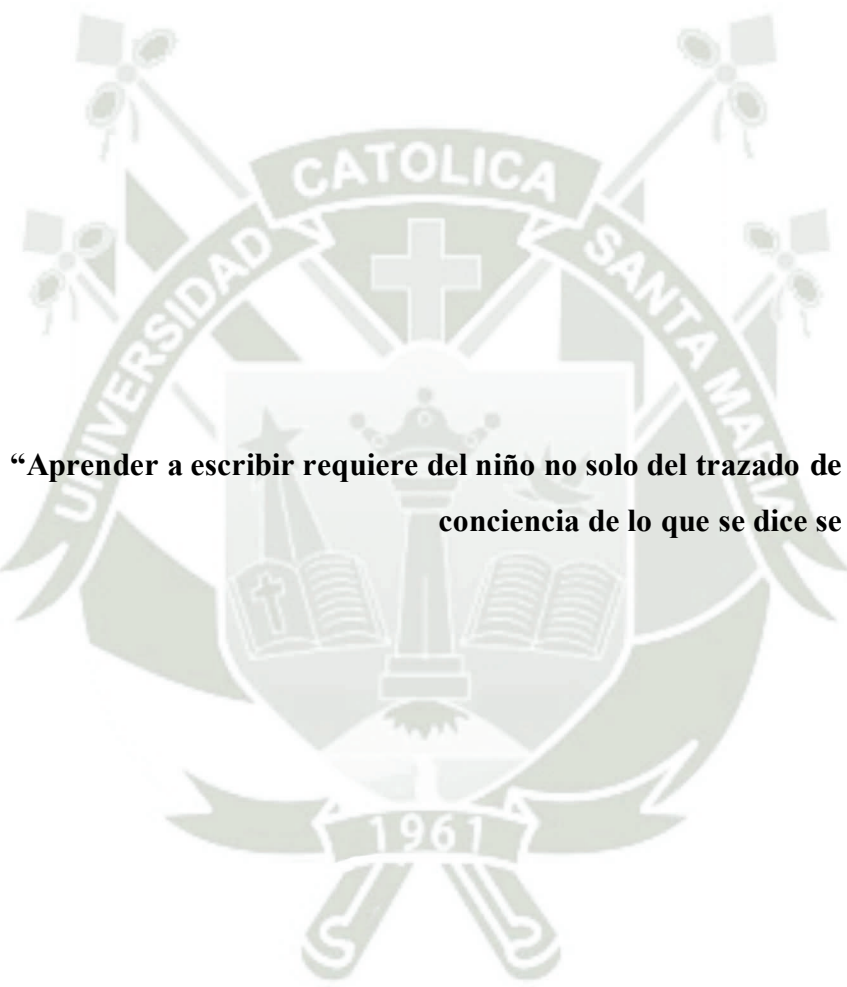 UNIVERSIDAD CATOLICA SANTA MARIA
“Aprender a escribir requiere del niño no solo del trazado de
conciencia de lo que se dice se
1961